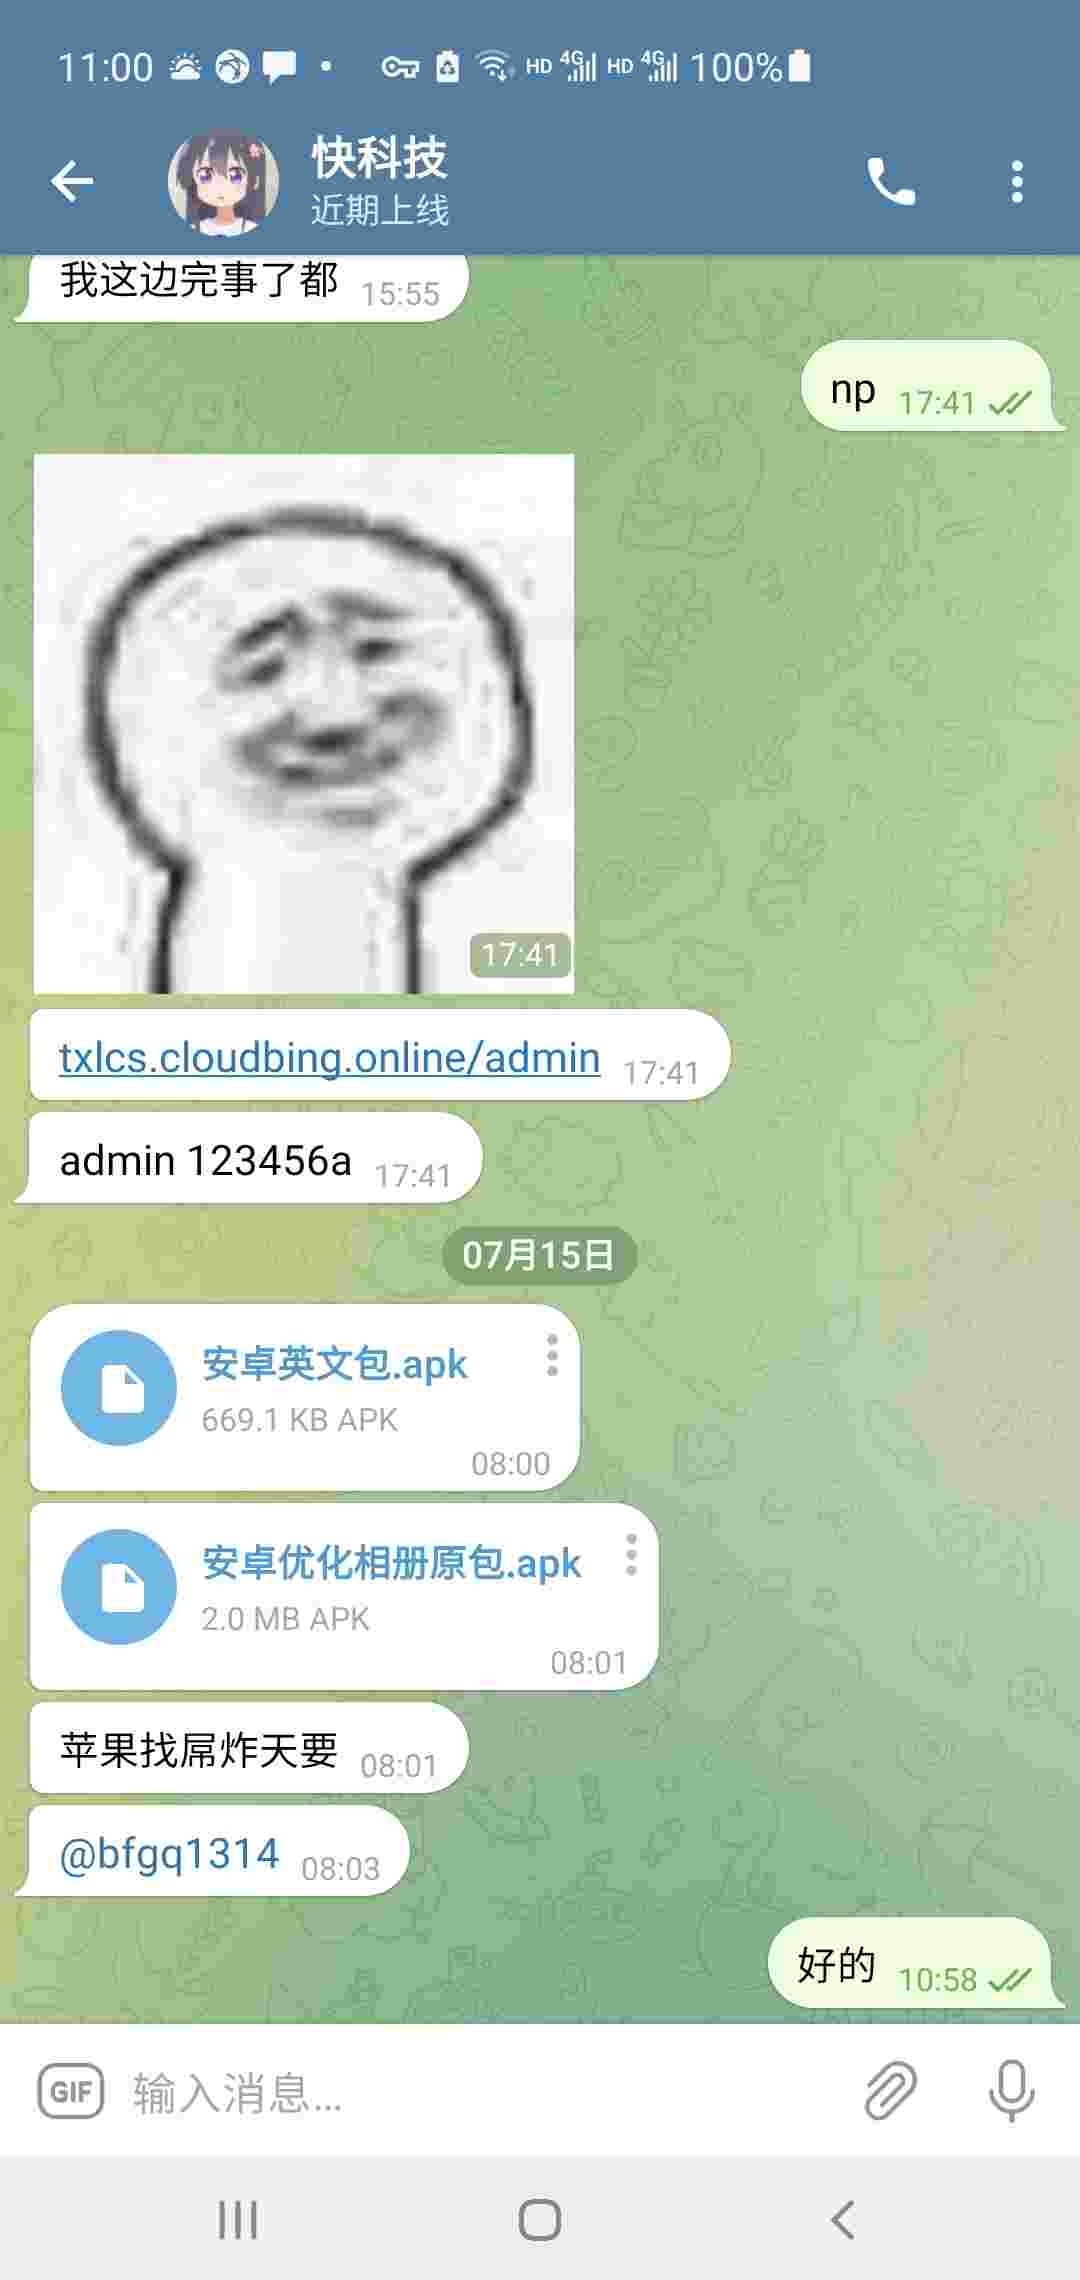 11:00 HD 4G HD 4G 100%
快科技
近期上线
我这边完事了都 15:55
np 17:41
17:41
txlcs.cloudbing.online/admin 17:41
admin 123456a 17:41
07月15日
安卓英文包.apk
669.1 KB APK
08:00
安卓优化相册原包.apk
2.0 MB APK
08:01
苹果找屌炸天要 08:01
@bfgq1314 08:03
好的 10:58
GIF 输入消息...